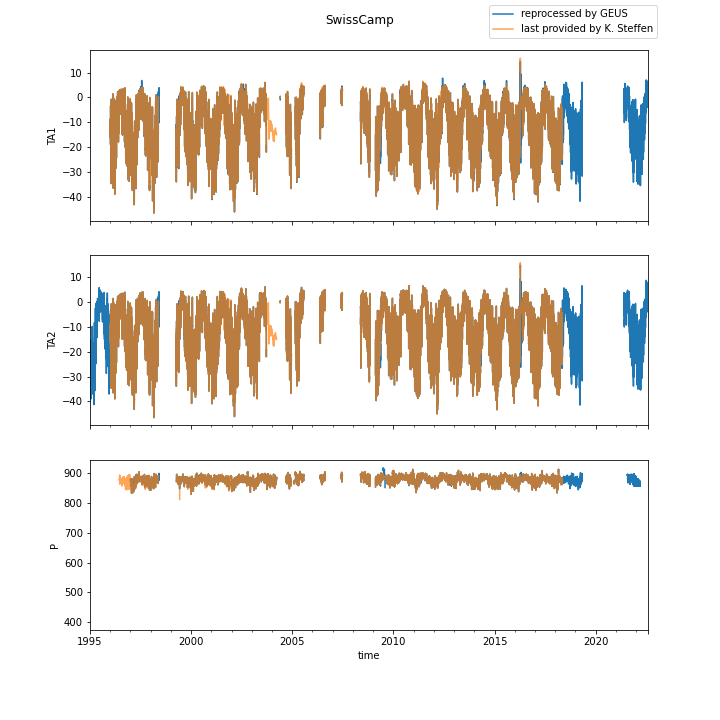 SwissCamp
reprocessed by GEUS
last provided by K. Steffen
TA1
10
0
−10
−20
−30
−40
TA2
10
0
−10
−20
−30
−40
P
900
800
700
600
500
400
1995 2000 2005 2010 2015 2020
time